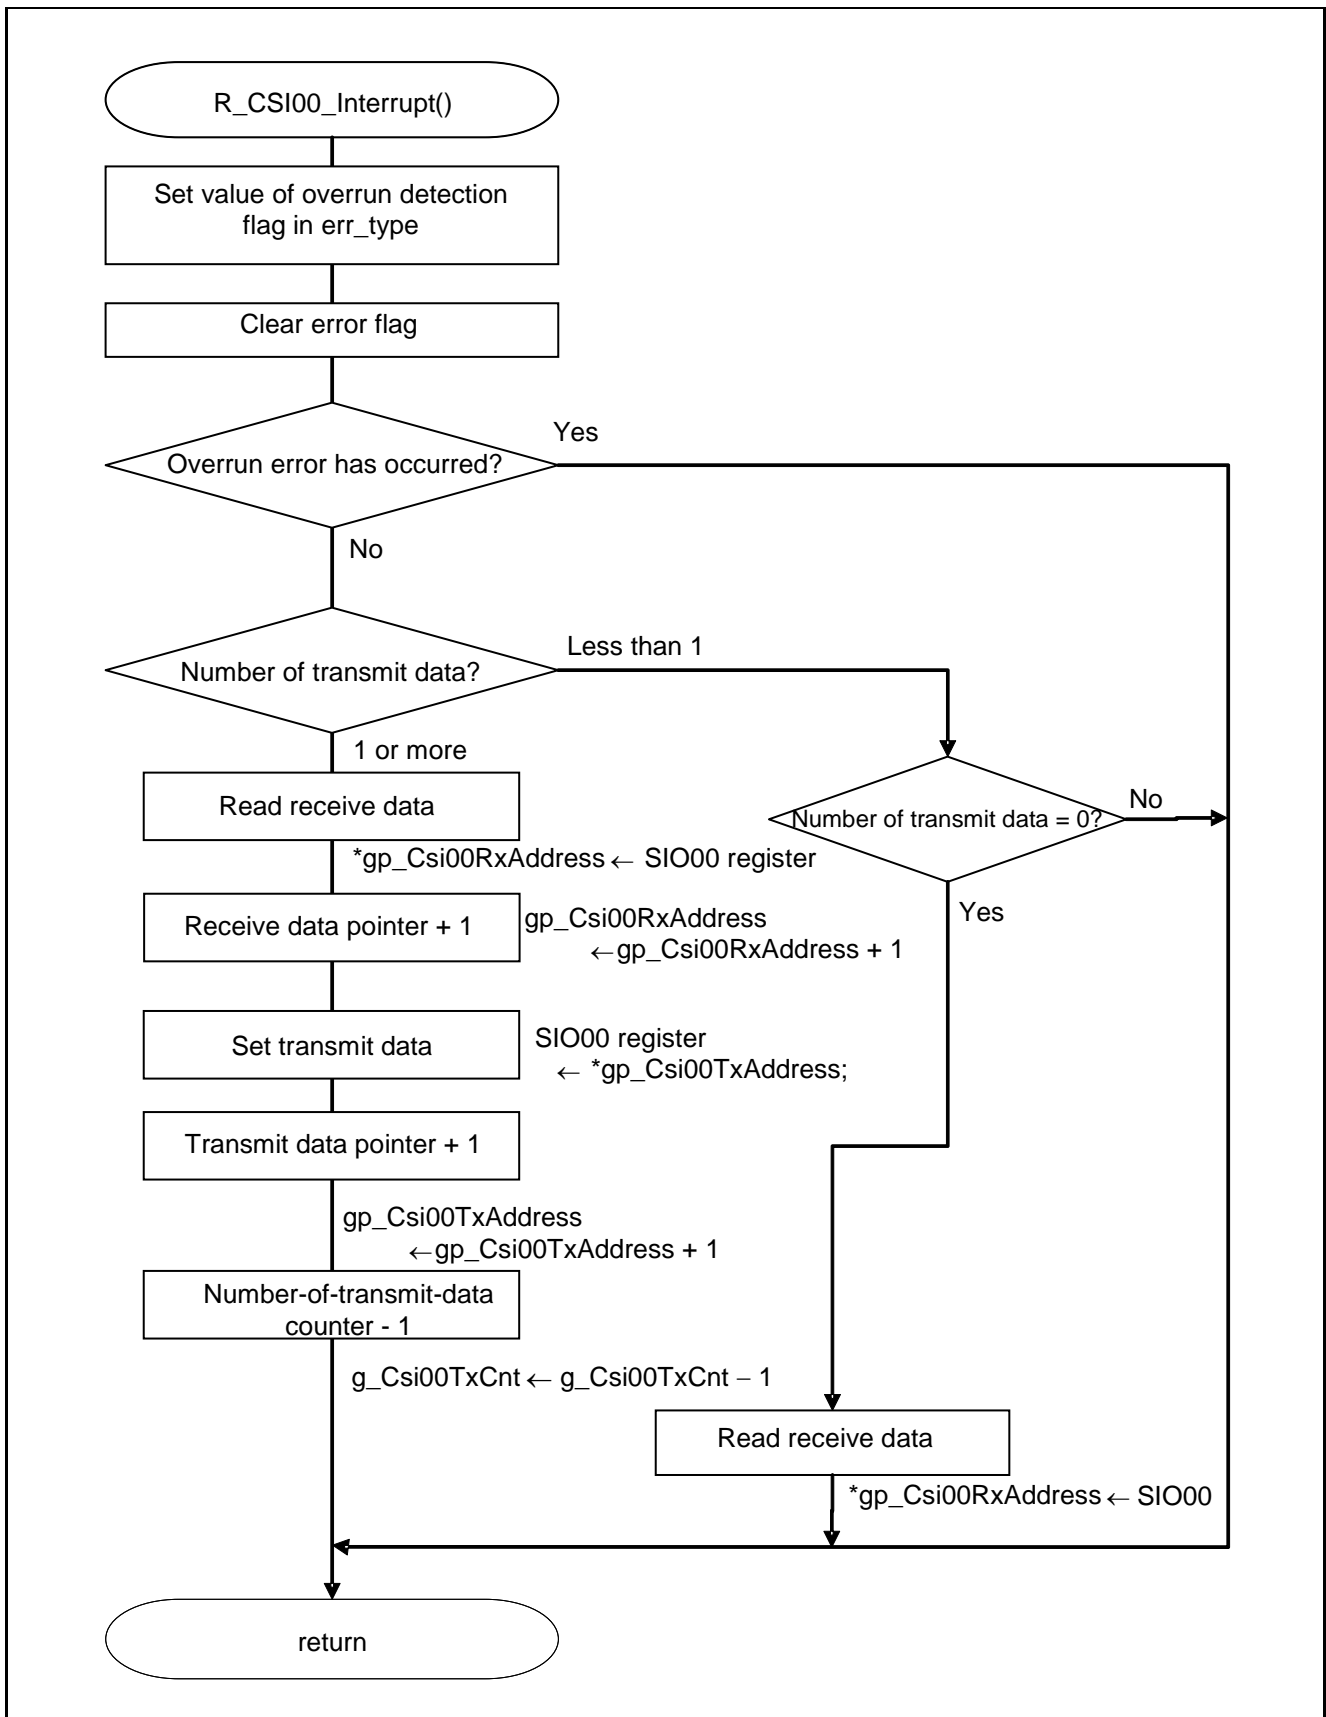 R_CSI00_Interrupt()
Set value of overrun detection
flag in err_type
Clear error flag
Yes
Overrun error has occurred?
No
Less than 1
Number of transmit data?
1 or more
Read receive data
No
Number of transmit data = 0?
*gp_Csi00RxAddress ← SIO00 register
Yes
Receive data pointer + 1
gp_Csi00RxAddress
←gp_Csi00RxAddress + 1
Set transmit data
SIO00 register
← *gp_Csi00TxAddress;
Transmit data pointer + 1
gp_Csi00TxAddress
←gp_Csi00TxAddress + 1
Number-of-transmit-data
counter - 1
g_Csi00TxCnt ← g_Csi00TxCnt − 1
Read receive data
*gp_Csi00RxAddress ← SIO00
return